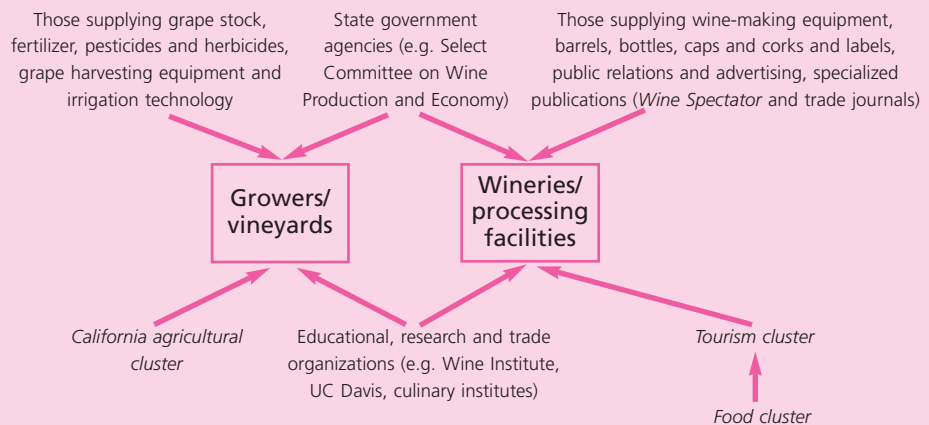 Those supplying grape stock,
fertilizer, pesticides and herbicides,
grape harvesting equipment and
irrigation technology
State government
agencies (e.g. Select
Committee on Wine
Production and Economy)
Those supplying wine-making equipment,
barrels, bottles, caps and corks and labels,
public relations and advertising, specialized
publications (Wine Spectator and trade journals)
Growers/
vineyards
Wineries/
processing
facilities
California agricultural
cluster
Educational, research and trade
organizations (e.g. Wine Institute,
UC Davis, culinary institutes)
Tourism cluster
Food cluster